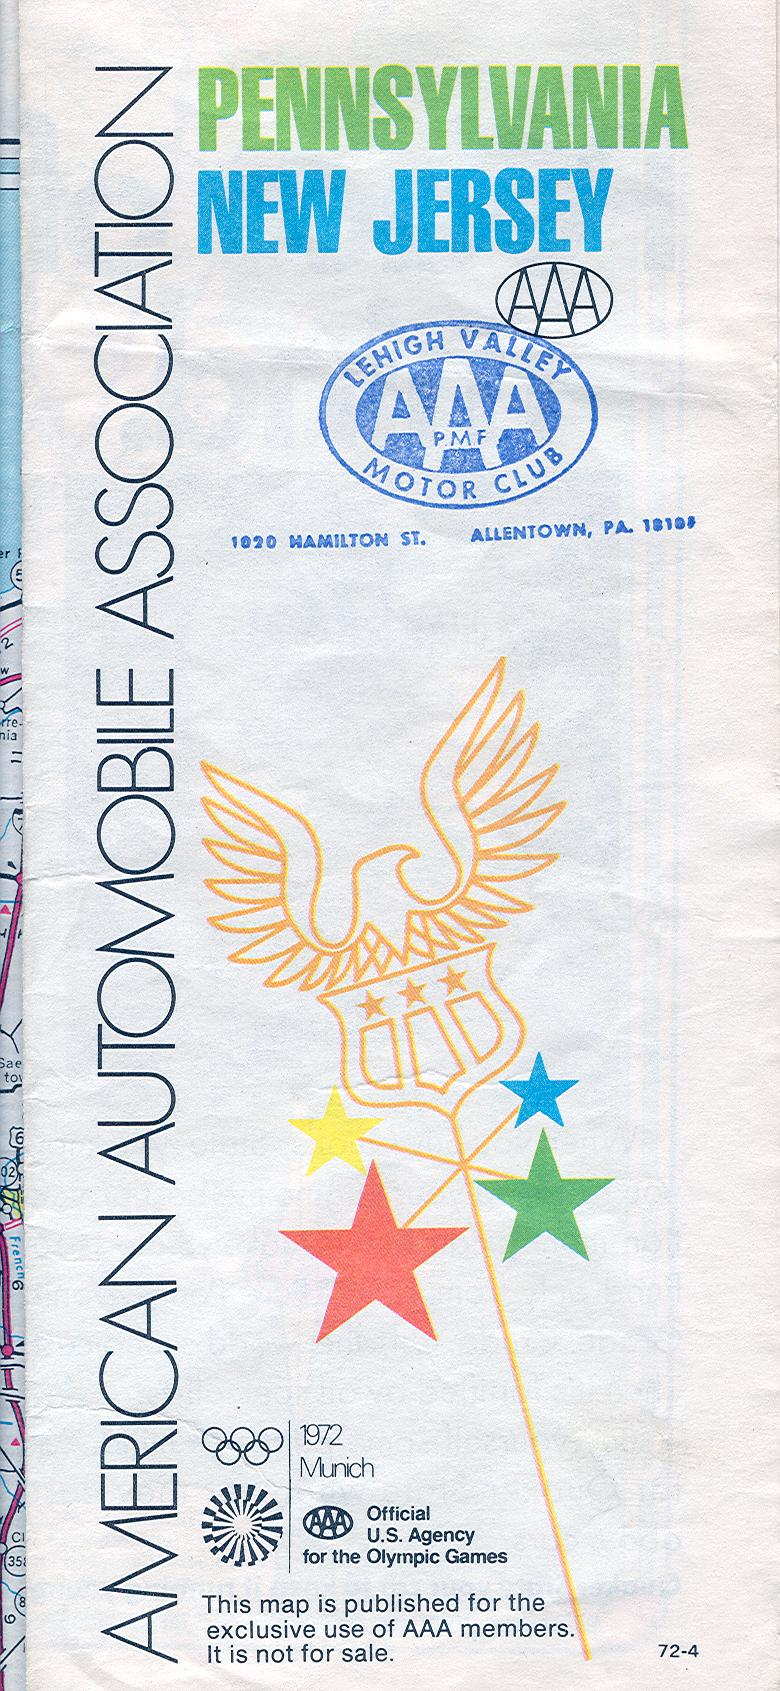 AMERICAN AUTOMOBILE ASSOCIATION
PENNSYLVANIA
NEW JERSEY
AAA
LEHIGH VALLEY
AAA
PMF
MOTOR CLUB
1020 HAMILTON ST. ALLENTOWN, PA.
1972
Munich
AAA
Official
U.S. Agency
for the Olympic Games
This map is published for the
exclusive use of AAA members.
It is not for sale.
72-4